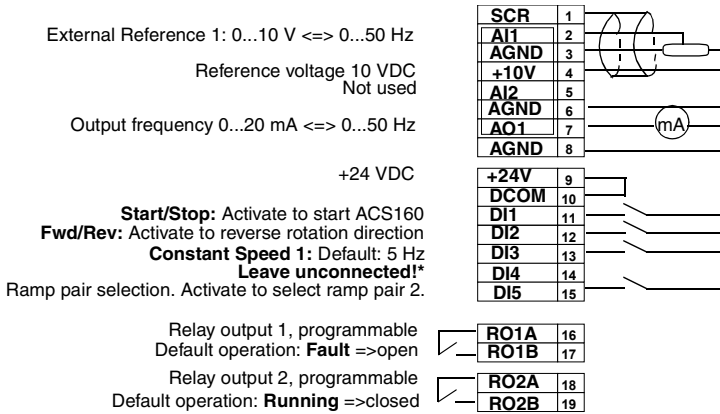 SCR 1
External Reference 1: 0...10 V <=> 0...50 Hz AI1 2
AGND 3
Reference voltage 10 VDC +10V 4
Not used AI2 5
AGND 6
Output frequency 0...20 mA <=> 0...50 Hz AO1 7
mA
AGND 8
+24 VDC +24V 9
DCOM 10
Start/Stop: Activate to start ACS160 DI1 11
Fwd/Rev: Activate to reverse rotation direction DI2 12
Constant Speed 1: Default: 5 Hz DI3 13
Leave unconnected!* DI4 14
Ramp pair selection. Activate to select ramp pair 2. DI5 15
Relay output 1, programmable RO1A 16
Default operation: Fault =>open RO1B 17
Relay output 2, programmable RO2A 18
Default operation: Running =>closed RO2B 19